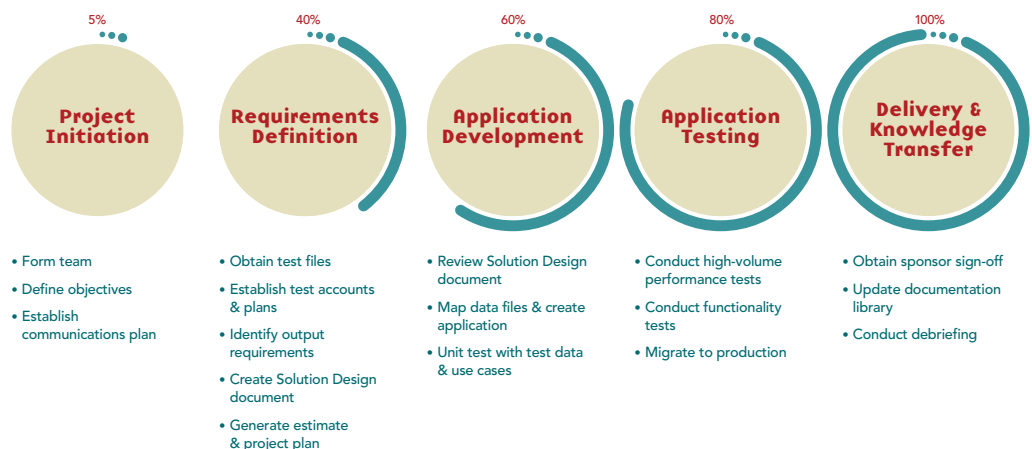 5%
Project
Initiation
• Form team
• Define objectives
• Establish
communications plan
40%
Requirements
Definition
• Obtain test files
• Establish test accounts
& plans
• Identify output
requirements
• Create Solution Design
document
• Generate estimate
& project plan
60%
Application
Development
• Review Solution Design
document
• Map data files & create
application
• Unit test with test data
& use cases
80%
Application
Testing
• Conduct high-volume
performance tests
• Conduct functionality
tests
• Migrate to production
100%
Delivery &
Knowledge
Transfer
• Obtain sponsor sign-off
• Update documentation
library
• Conduct debriefing